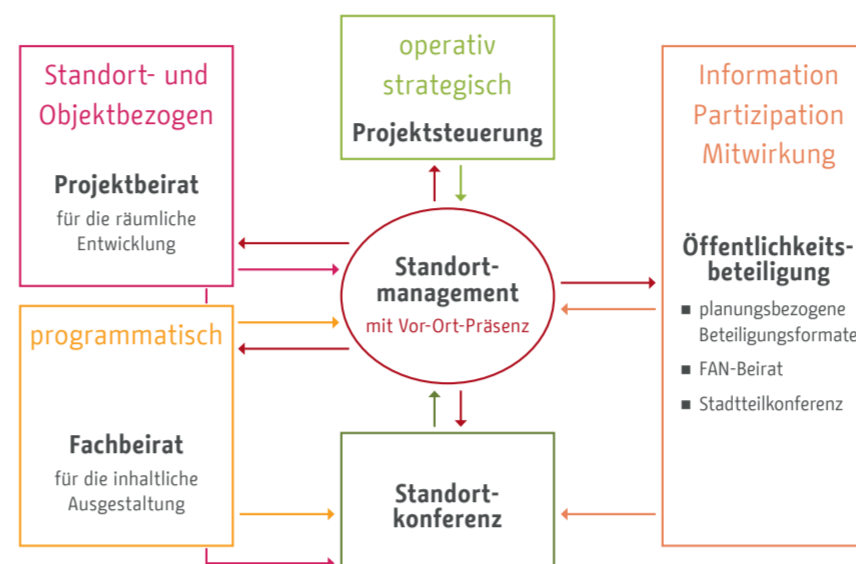 Standort- und
Objektbezogen
Projektbeirat
für die räumliche
Entwicklung
programmatisch
Fachbeirat
für die inhaltliche
Ausgestaltung
operativ
strategisch
Projektsteuerung
Standort-
management
mit Vor-Ort-Präsenz
Standort-
konferenz
Information
Partizipation
Mitwirkung
Öffentlichkeits-
beteiligung
■ planungsbezogene
Beteiligungsformate
■ FAN-Beirat
■ Stadtteilkonferenz